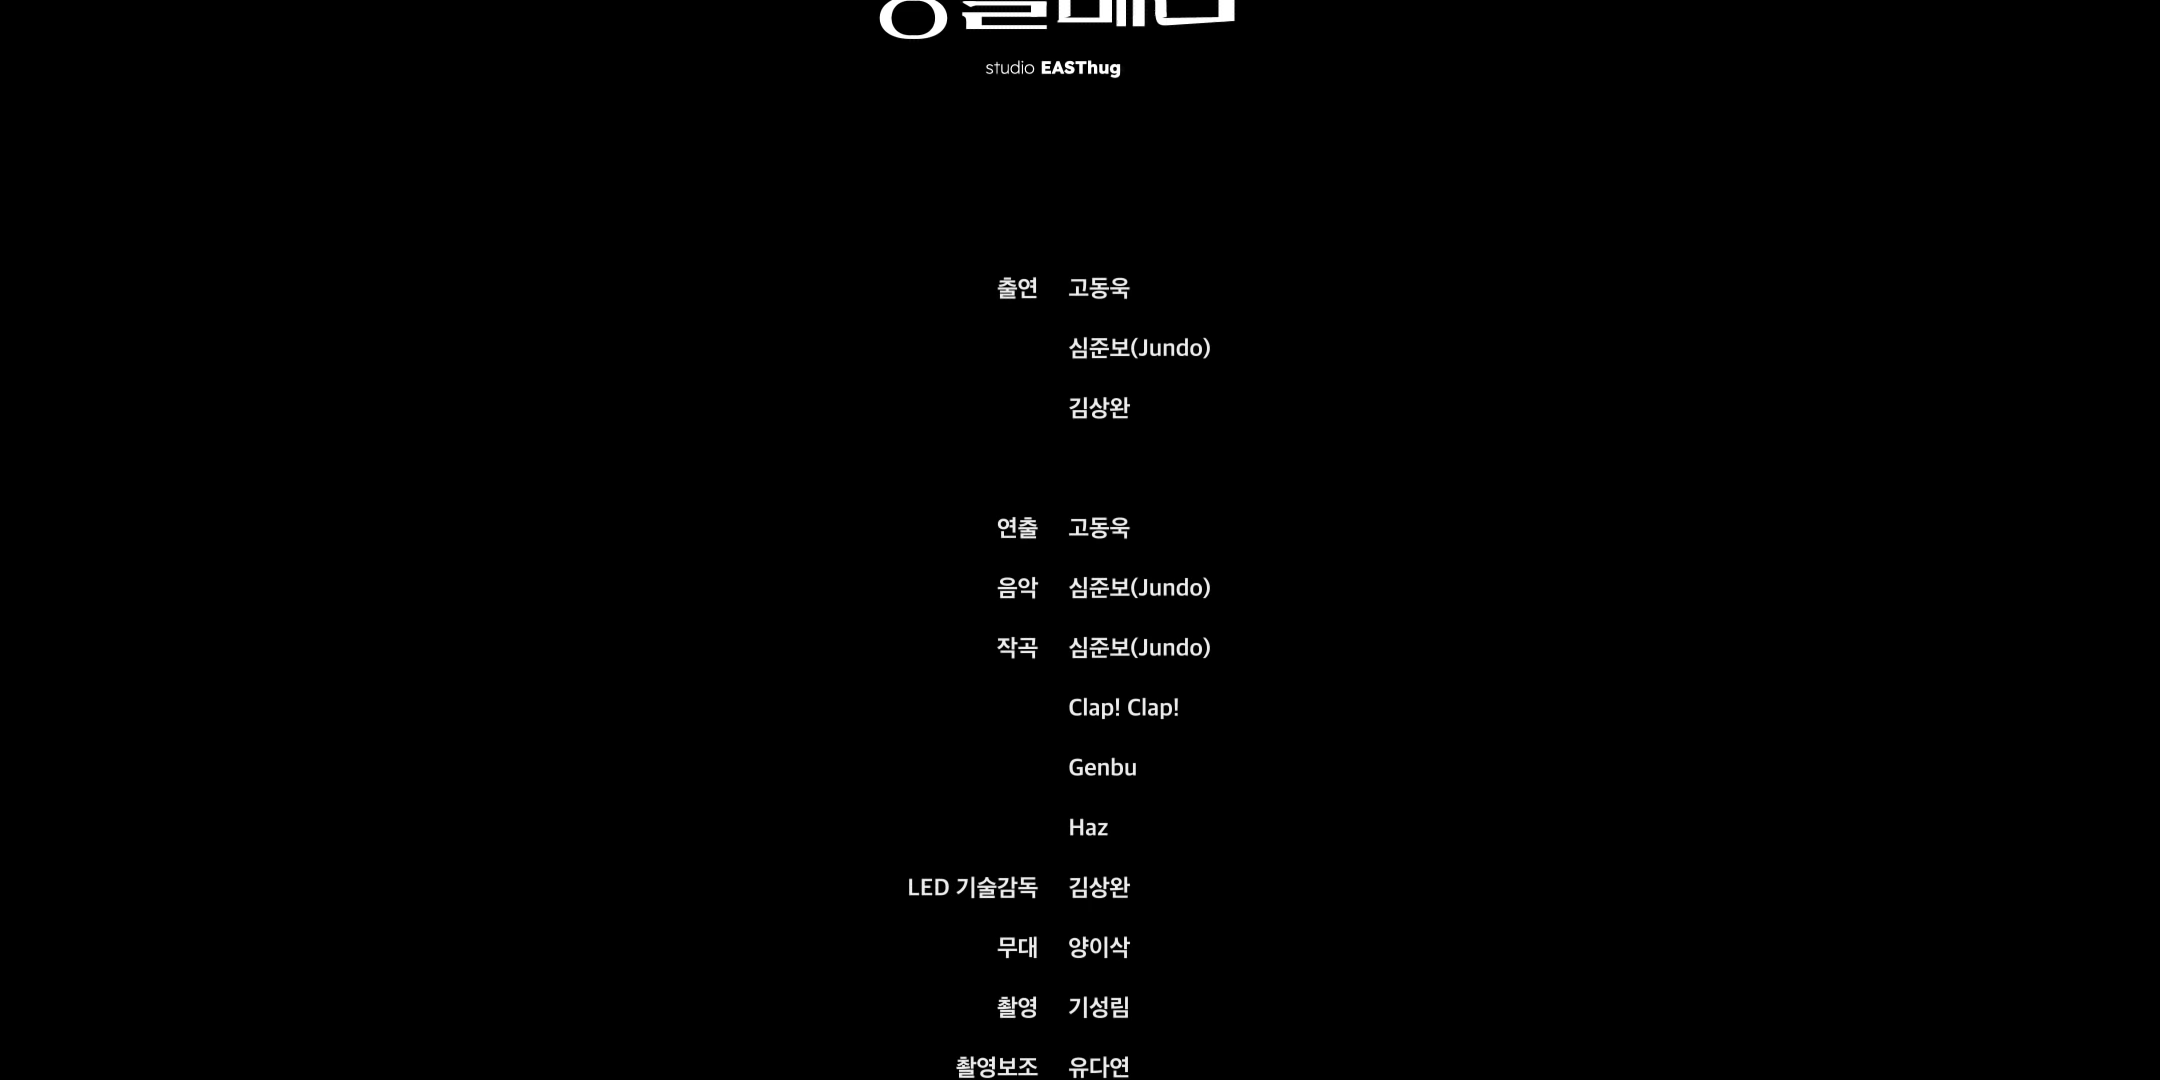 studio EASThug
출연 고동욱
심준보(Jundo)
김상완
연출 고동욱
음악 심준보(Jundo)
작곡 심준보(Jundo)
Clap! Clap!
Genbu
Haz
LED 기술감독 김상완
무대 양이삭
촬영 기성림
촬영보조 유다연